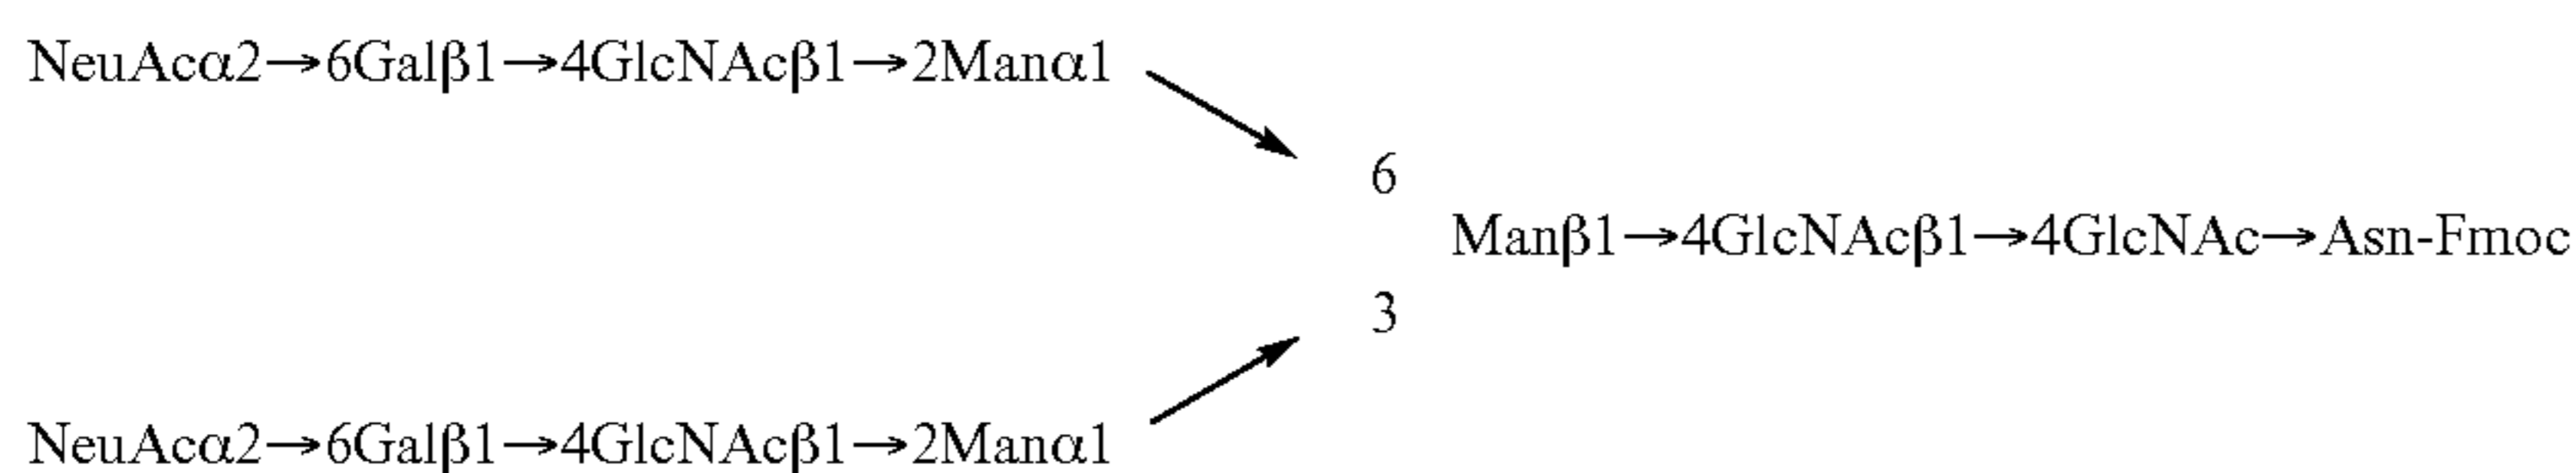 NeuAcα2→6Galβ1→4GlcNAcβ1→2Manα1
6
Manβ1→4GlcNAcβ1→4GlcNAc→Asn-Fmoc
3
NeuAcα2→6Galβ1→4GlcNAcβ1→2Manα1